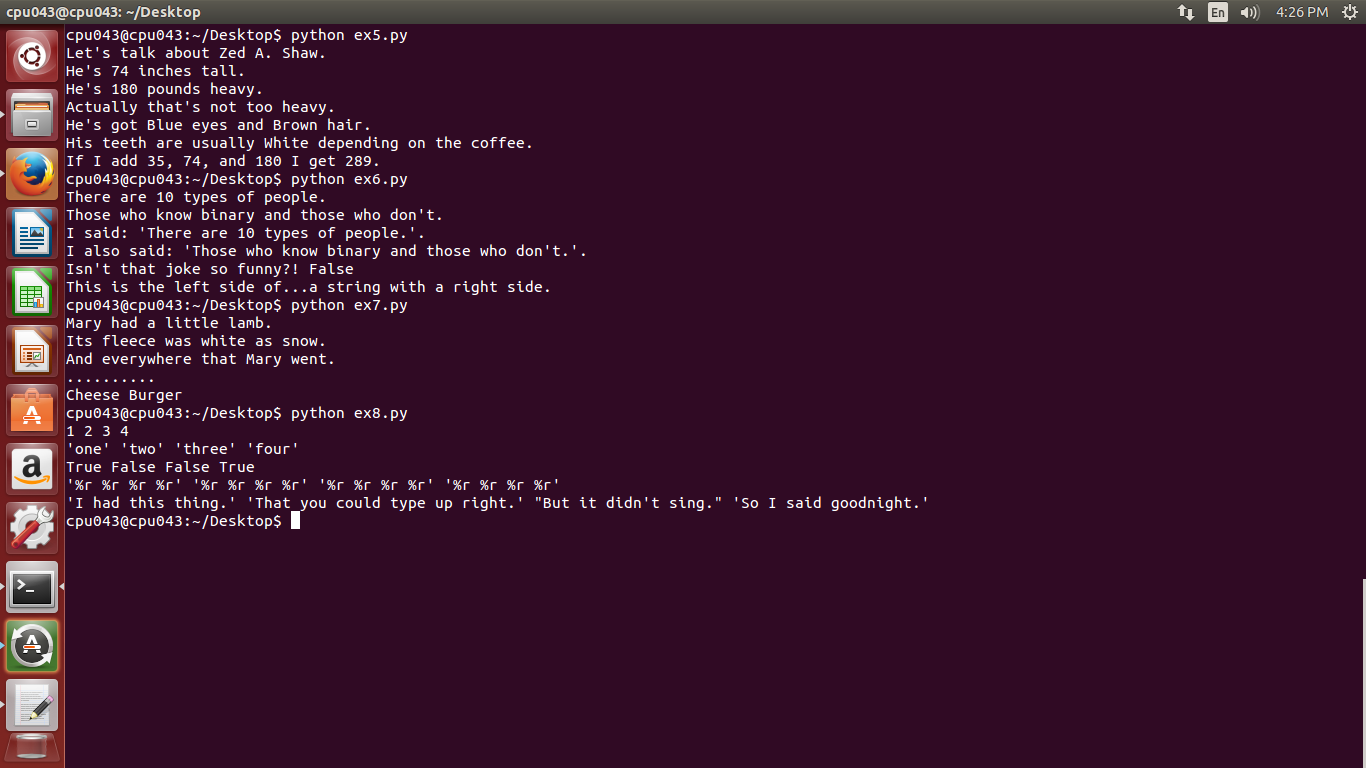 cpu043@cpu043: ~/Desktop
En
4:26 PM
cpu043@cpu043:~/Desktop$ python ex5.py
Let's talk about Zed A. Shaw.
He's 74 inches tall.
He's 180 pounds heavy.
Actually that's not too heavy.
He's got Blue eyes and Brown hair.
His teeth are usually White depending on the coffee.
If I add 35, 74, and 180 I get 289.
cpu043@cpu043:~/Desktop$ python ex6.py
There are 10 types of people.
Those who know binary and those who don't.
I said: 'There are 10 types of people.'.
I also said: 'Those who know binary and those who don't.'.
Isn't that joke so funny?! False
This is the left side of...a string with a right side.
cpu043@cpu043:~/Desktop$ python ex7.py
Mary had a little lamb.
Its fleece was white as snow.
And everywhere that Mary went.
..........
Cheese Burger
cpu043@cpu043:~/Desktop$ python ex8.py
1 2 3 4
'one' 'two' 'three' 'four'
True False False True
'%r %r %r %r' '%r %r %r %r' '%r %r %r %r' '%r %r %r %r'
'I had this thing.' 'That you could type up right.' "But it didn't sing." 'So I said goodnight.'
cpu043@cpu043:~/Desktop$